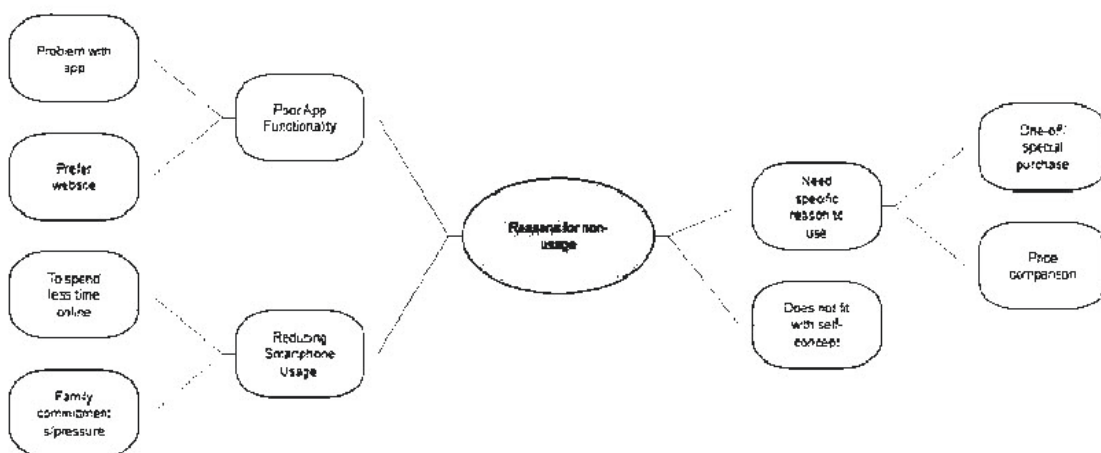 Problem with
app
Prefer
website
To spend
less time
online
Family
commitment
s/pressure
Poor App
Functionality
Reducing
Smartphone
Usage
Reasons for non-
usage
Need
specific
reason to
use
Does not fit
with self-
concept
One-off/
special
purchase
Price
comparison